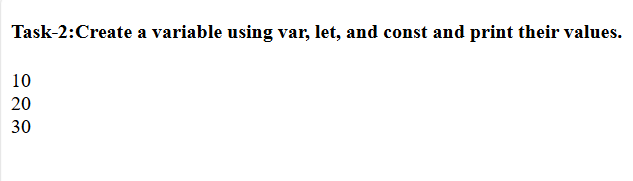 Task-2:Create a variable using var, let, and const and print their values.
10
20
30